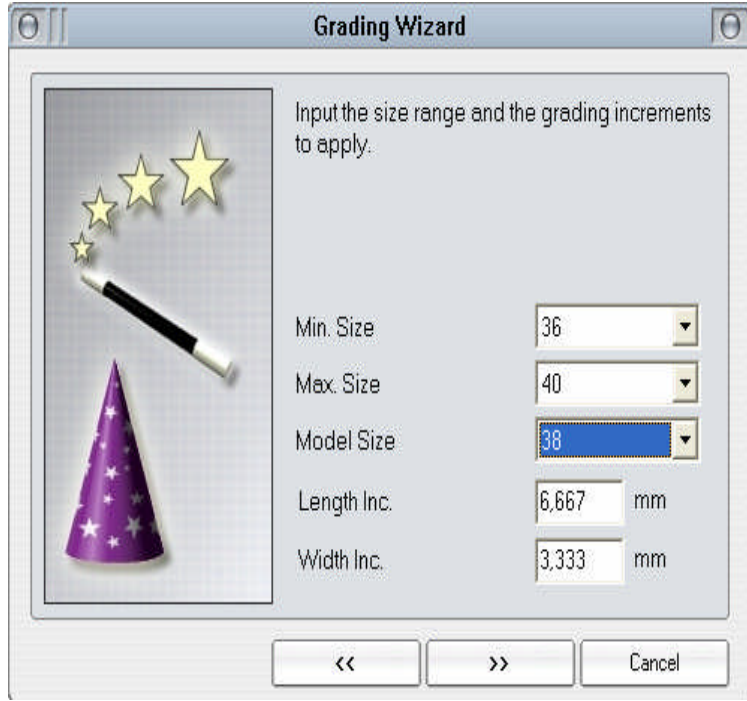 Grading Wizard
Input the size range and the grading increments
to apply.
Min. Size 36
Max. Size 40
Model Size 38
Length Inc. 6,667 mm
Width Inc. 3,333 mm
<< >> Cancel